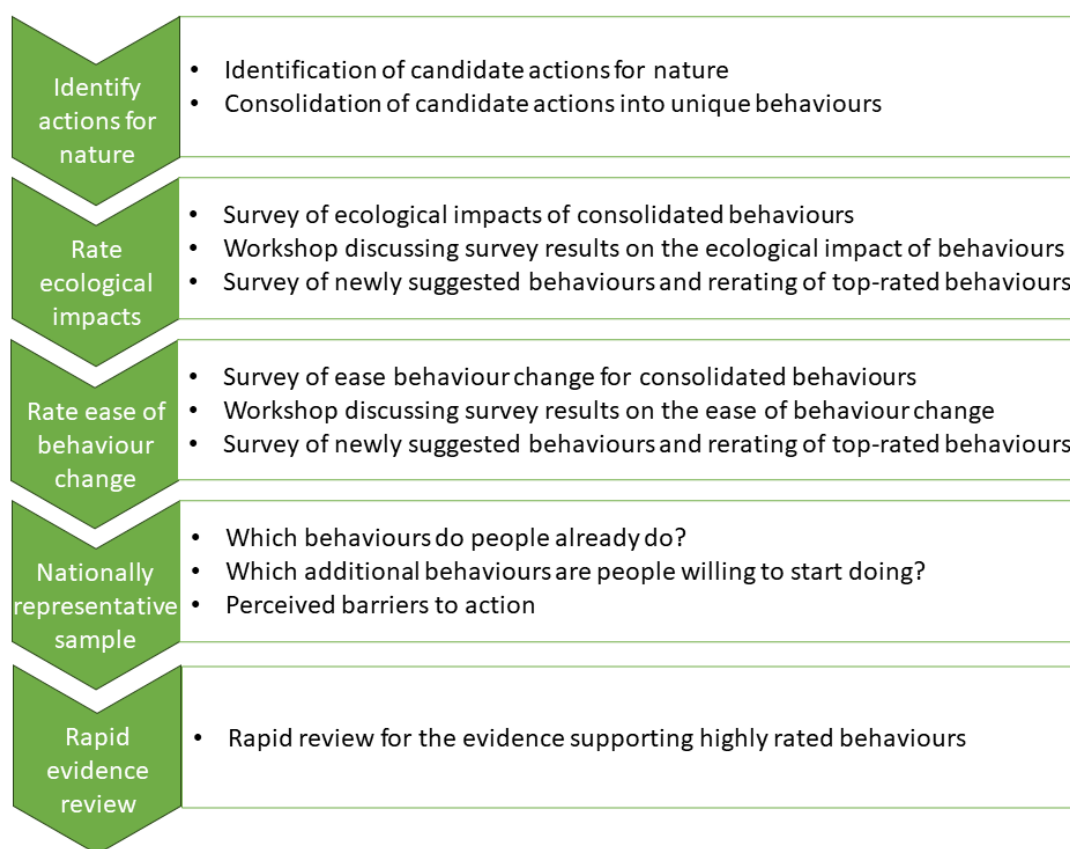 Identify
actions for
nature
• Identification of candidate actions for nature
• Consolidation of candidate actions into unique behaviours
Rate
ecological
impacts
• Survey of ecological impacts of consolidated behaviours
• Workshop discussing survey results on the ecological impact of behaviours
• Survey of newly suggested behaviours and rerating of top-rated behaviours
Rate ease of
behaviour
change
• Survey of ease behaviour change for consolidated behaviours
• Workshop discussing survey results on the ease of behaviour change
• Survey of newly suggested behaviours and rerating of top-rated behaviours
Nationally
representative
sample
• Which behaviours do people already do?
• Which additional behaviours are people willing to start doing?
• Perceived barriers to action
Rapid
evidence
review
• Rapid review for the evidence supporting highly rated behaviours